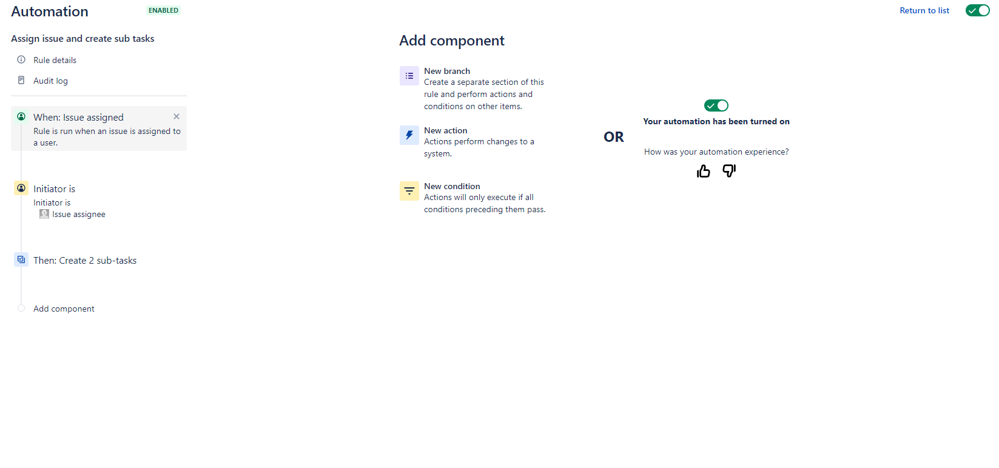 Automation
ENABLED
Return to list
Assign issue and create sub tasks
Rule details
Audit log
When: Issue assigned
Rule is run when an issue is assigned to
a user.
Initiator is
Initiator is
Issue assignee
Then: Create 2 sub-tasks
Add component
Add component
New branch
Create a separate section of this
rule and perform actions and
conditions on other items.
New action
Actions perform changes to a
system.
New condition
Actions will only execute if all
conditions preceding them pass.
OR
Your automation has been turned on
How was your automation experience?